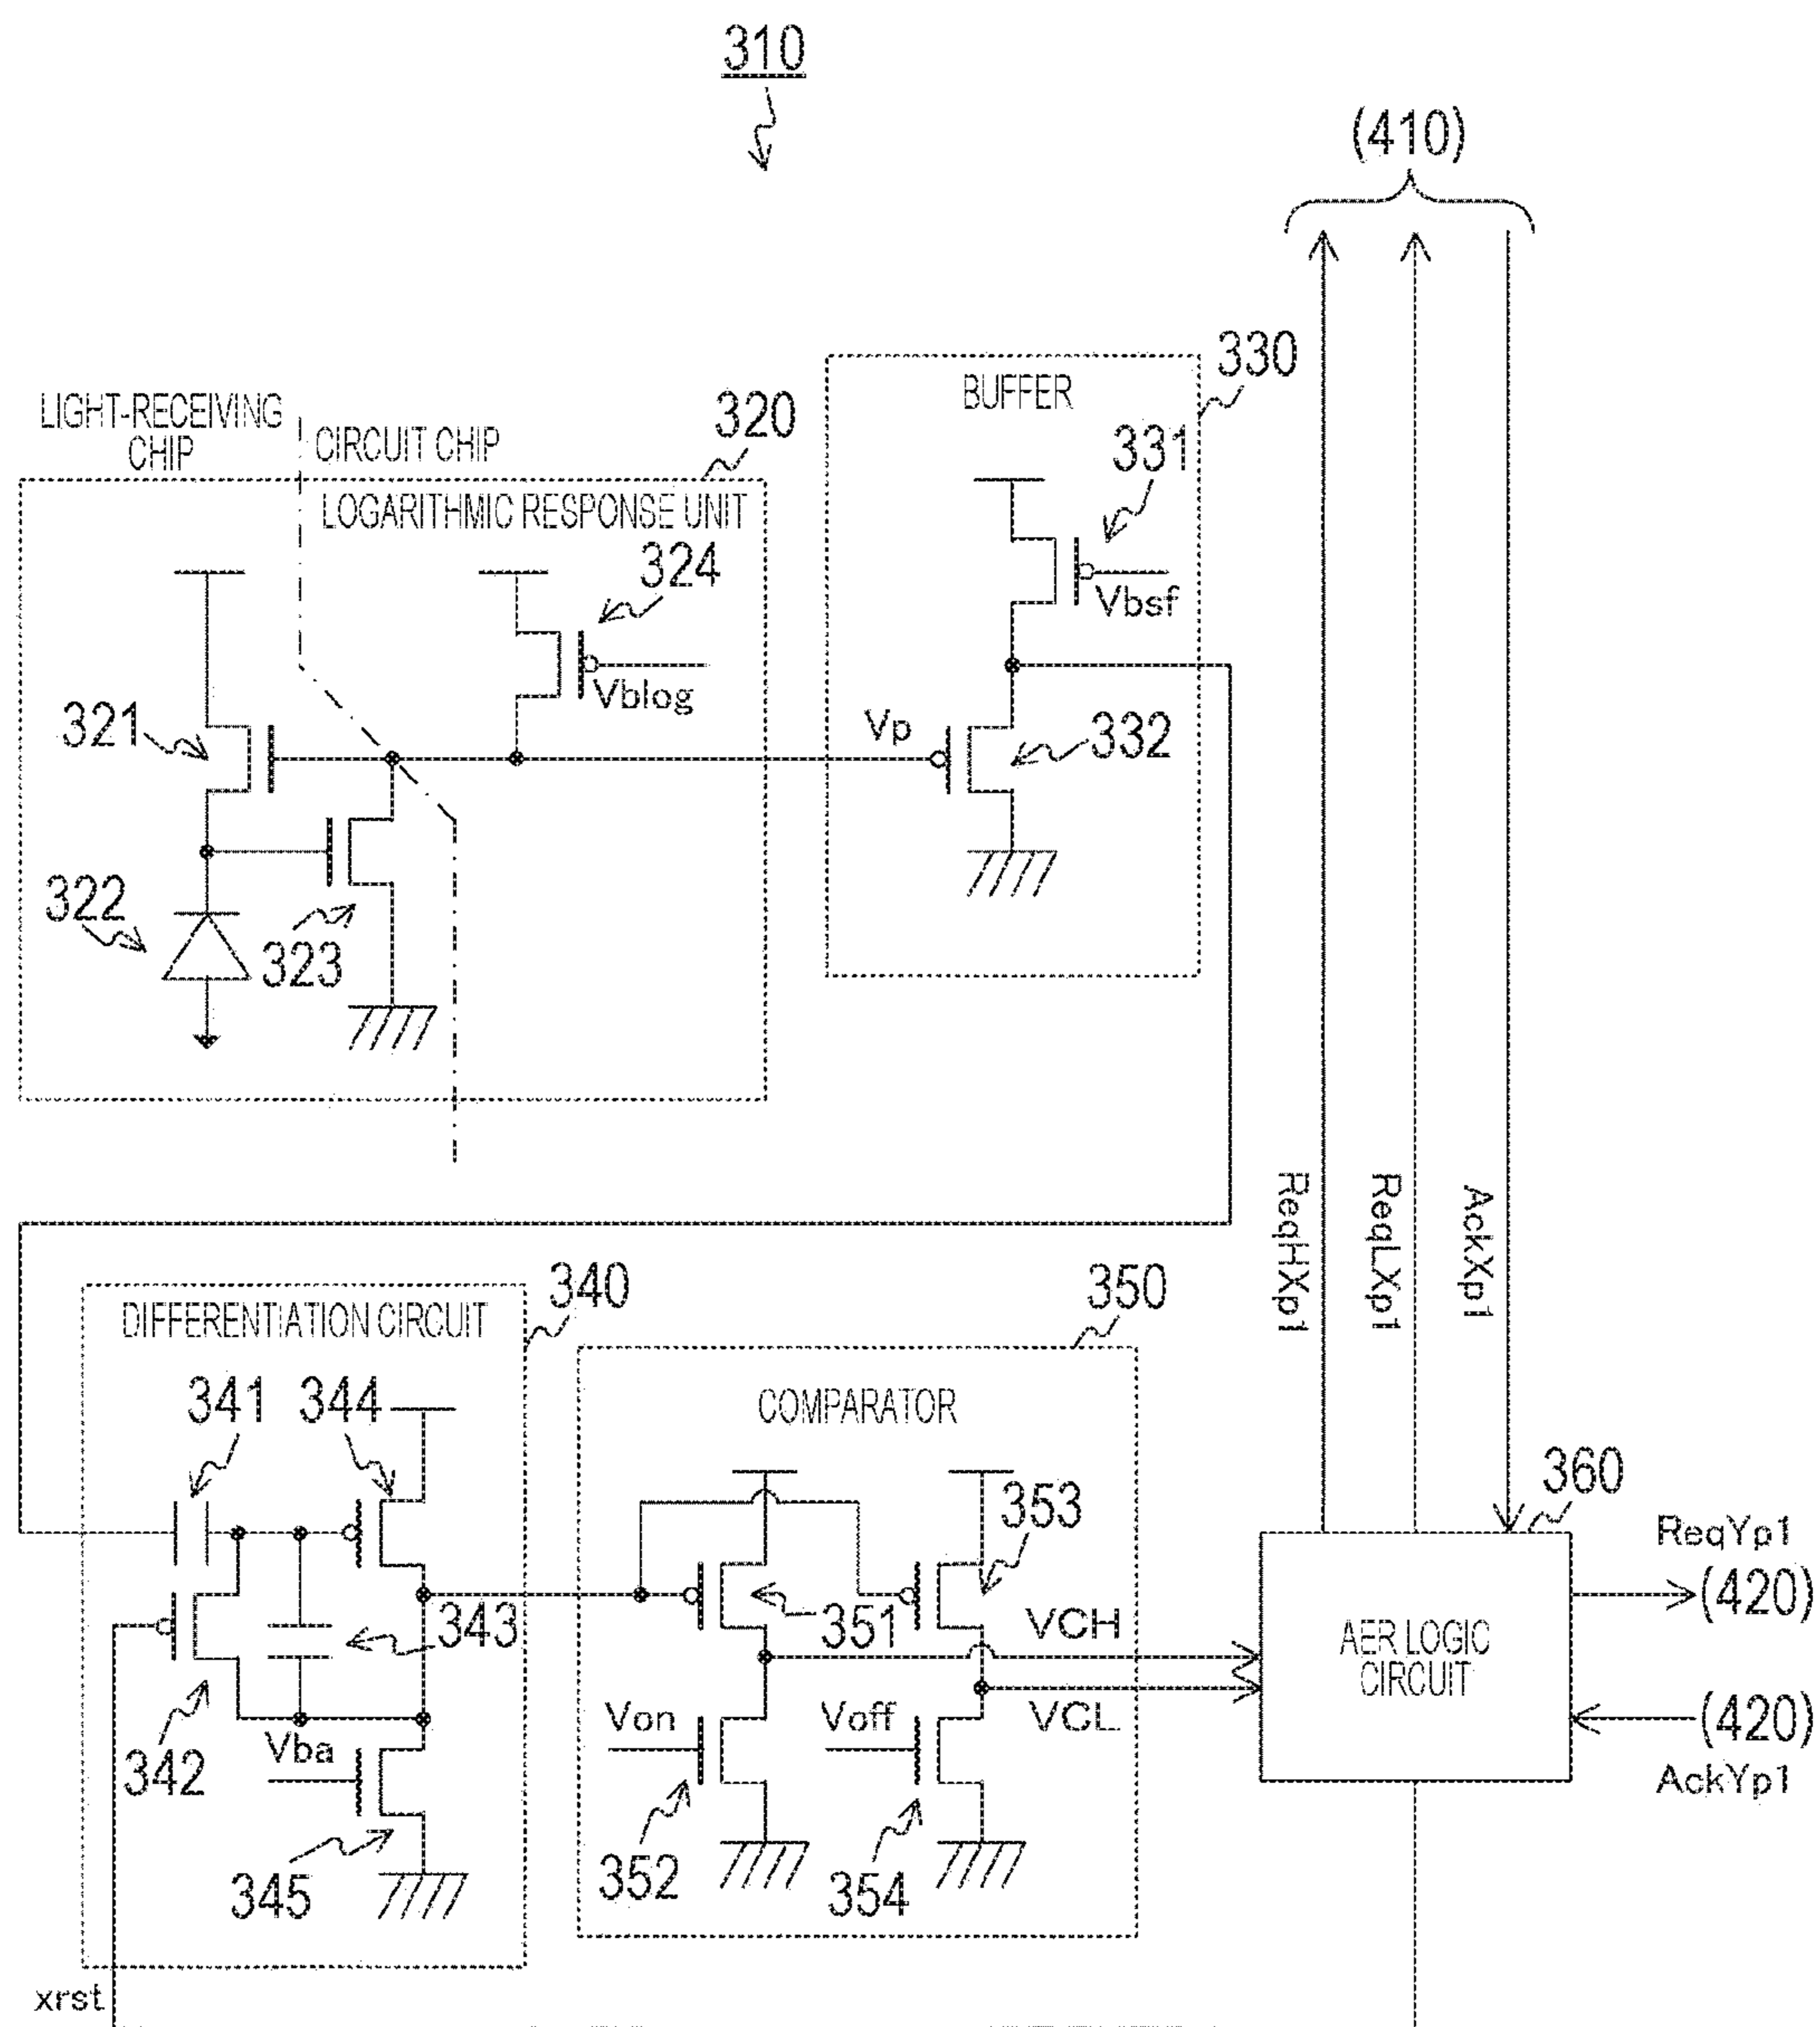 310
(410)
330
BUFFER
LIGHT-RECEIVING
CHIP
CIRCUIT CHIP
320
331
LOGARITHMIC RESPONSE UNIT
324
Vbsf
Vblog
321
Vp
332
322
323
ReqHXp1
ReqLXp1
AckXp1
340
350
DIFFERENTIATION CIRCUIT
341
344
COMPARATOR
360
353
ReqYp1
(420)
351
343
VCH
AER LOGIC
CIRCUIT
Von
Voff
VCL
(420)
Vba
342
AckYp1
352
354
345
xrst